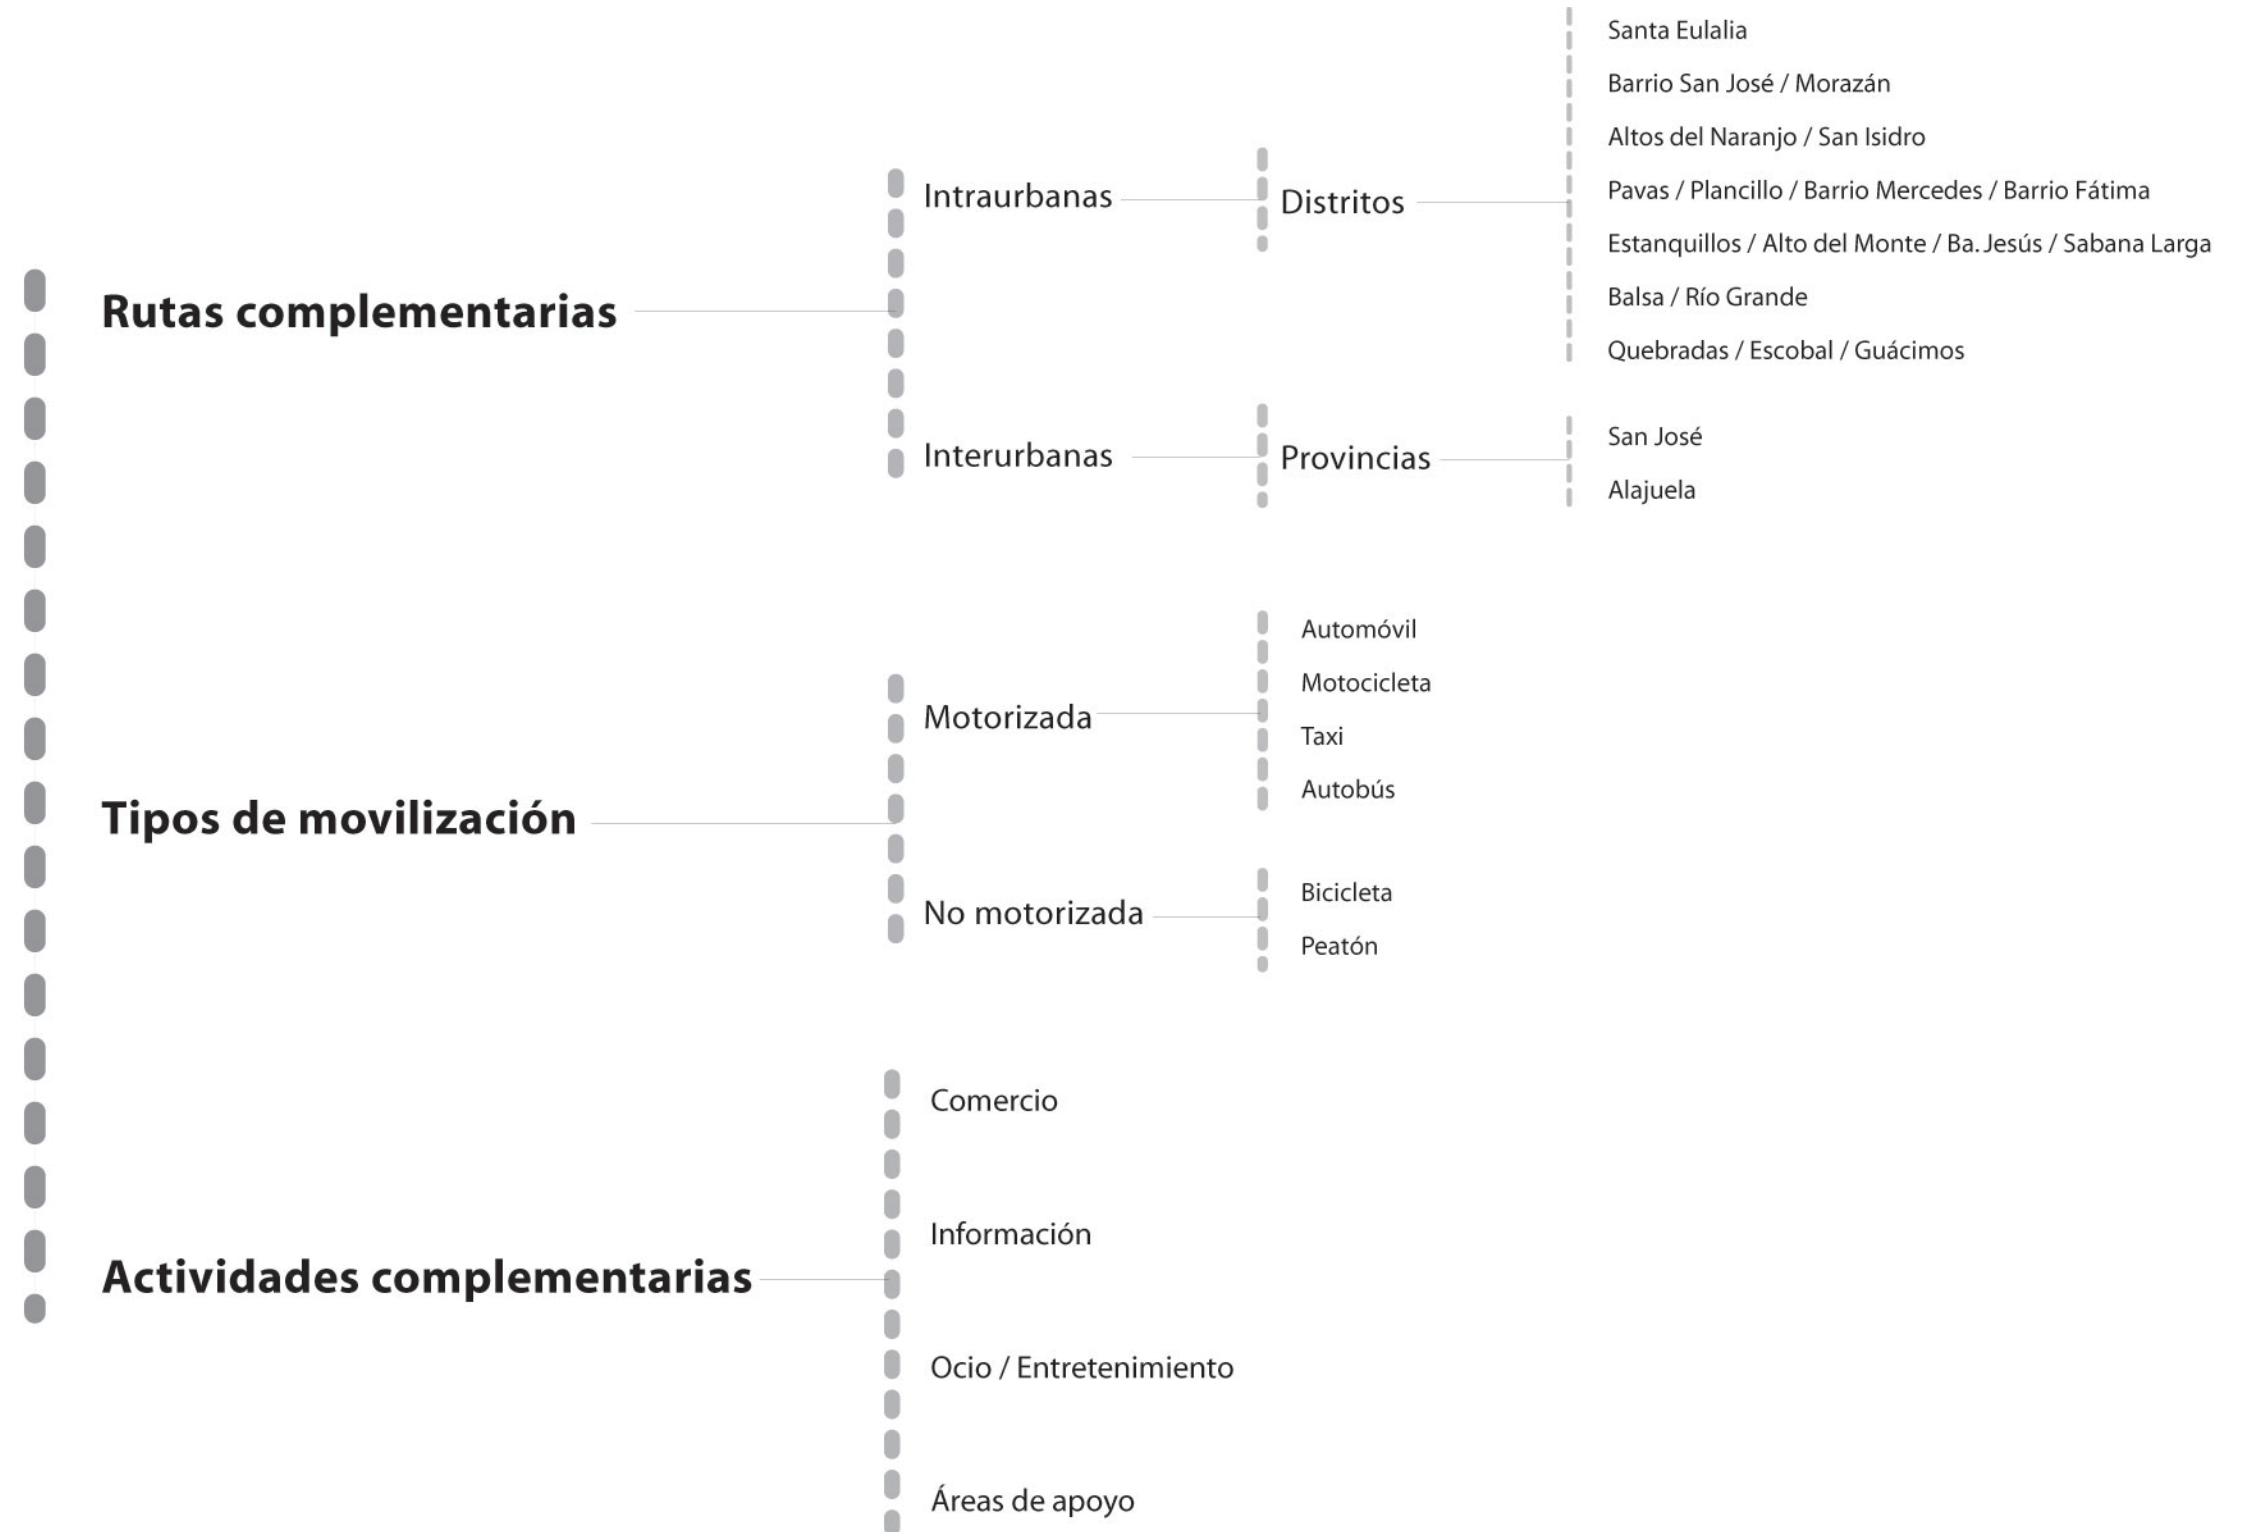 Rutas complementarias
Intraurbanas
Distritos
Santa Eulalia
Barrio San José / Morazán
Altos del Naranjo / San Isidro
Pavas / Plancillo / Barrio Mercedes / Barrio Fátima
Estanquillos / Alto del Monte / Ba. Jesús / Sabana Larga
Balsa / Río Grande
Quebradas / Escobal / Guácimos
Interurbanas
Provincias
San José
Alajuela
Tipos de movilización
Motorizada
Automóvil
Motocicleta
Taxi
Autobús
No motorizada
Bicicleta
Peatón
Actividades complementarias
Comercio
Información
Ocio / Entretenimiento
Áreas de apoyo